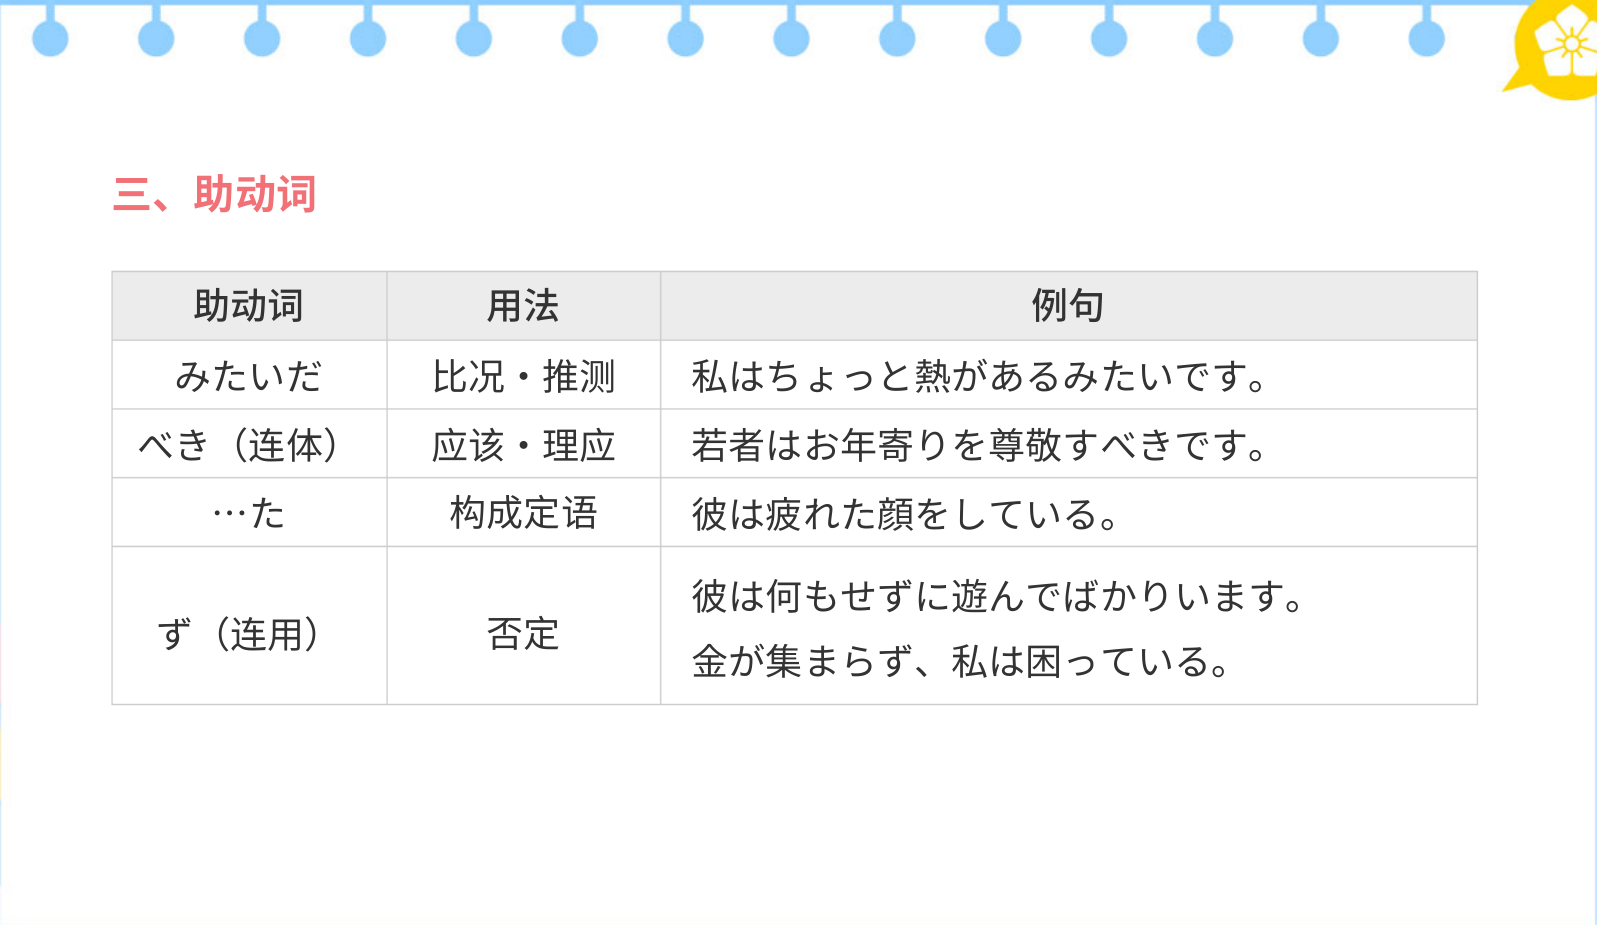 三、助动词
助动词 用法 例句
みたいだ 比况・推测 私はちょっと熱があるみたいです。
べき（连体） 应该・理应 若者はお年寄りを尊敬すべきです。
…た 构成定语 彼は疲れた顔をしている。
ず（连用） 否定 彼は何もせずに遊んでばかりいます。
金が集まらず、私は困っている。